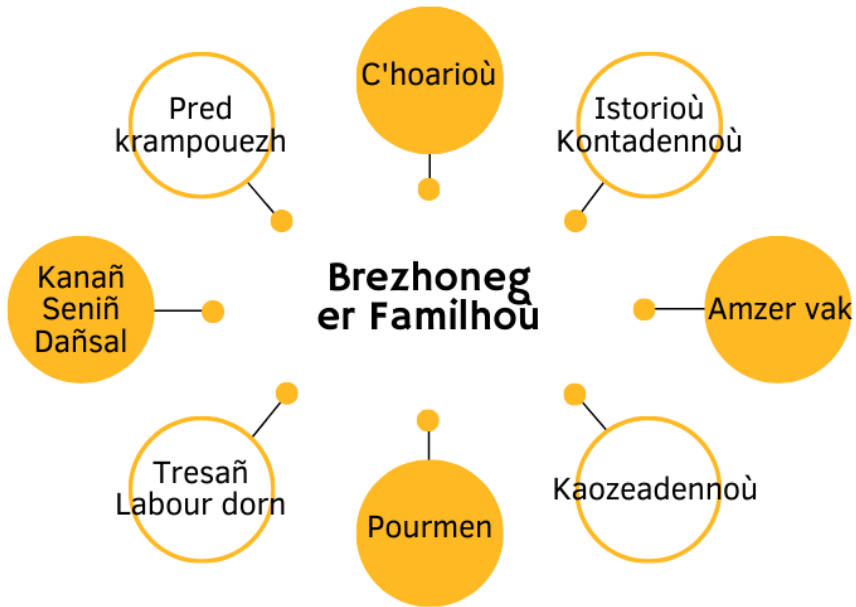 C'hoarioù
Pred
krampouezh
Istorioù
Kontadennoù
Kanañ
Seniñ
Dañsal
Brezhoneg
er Familhoù
Amzer vak
Tresañ
Labour dorn
Kaozeadennoù
Pourmen